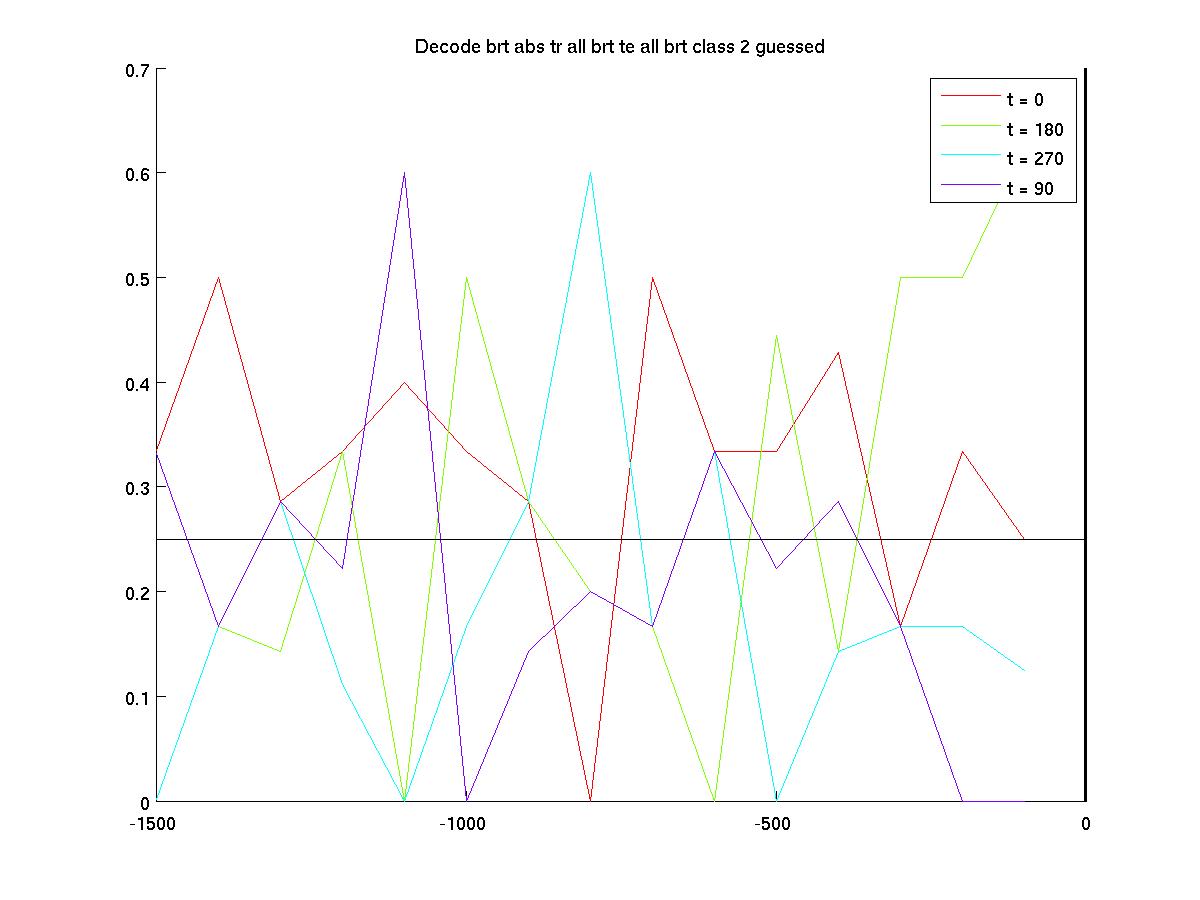 Decode brt abs tr all brt te all brt class 2 guessed
0.7
0.6
0.5
0.4
0.3
0.2
0.1
0
-1500
-1000
-500
0
t = 0
t = 180
t = 270
t = 90